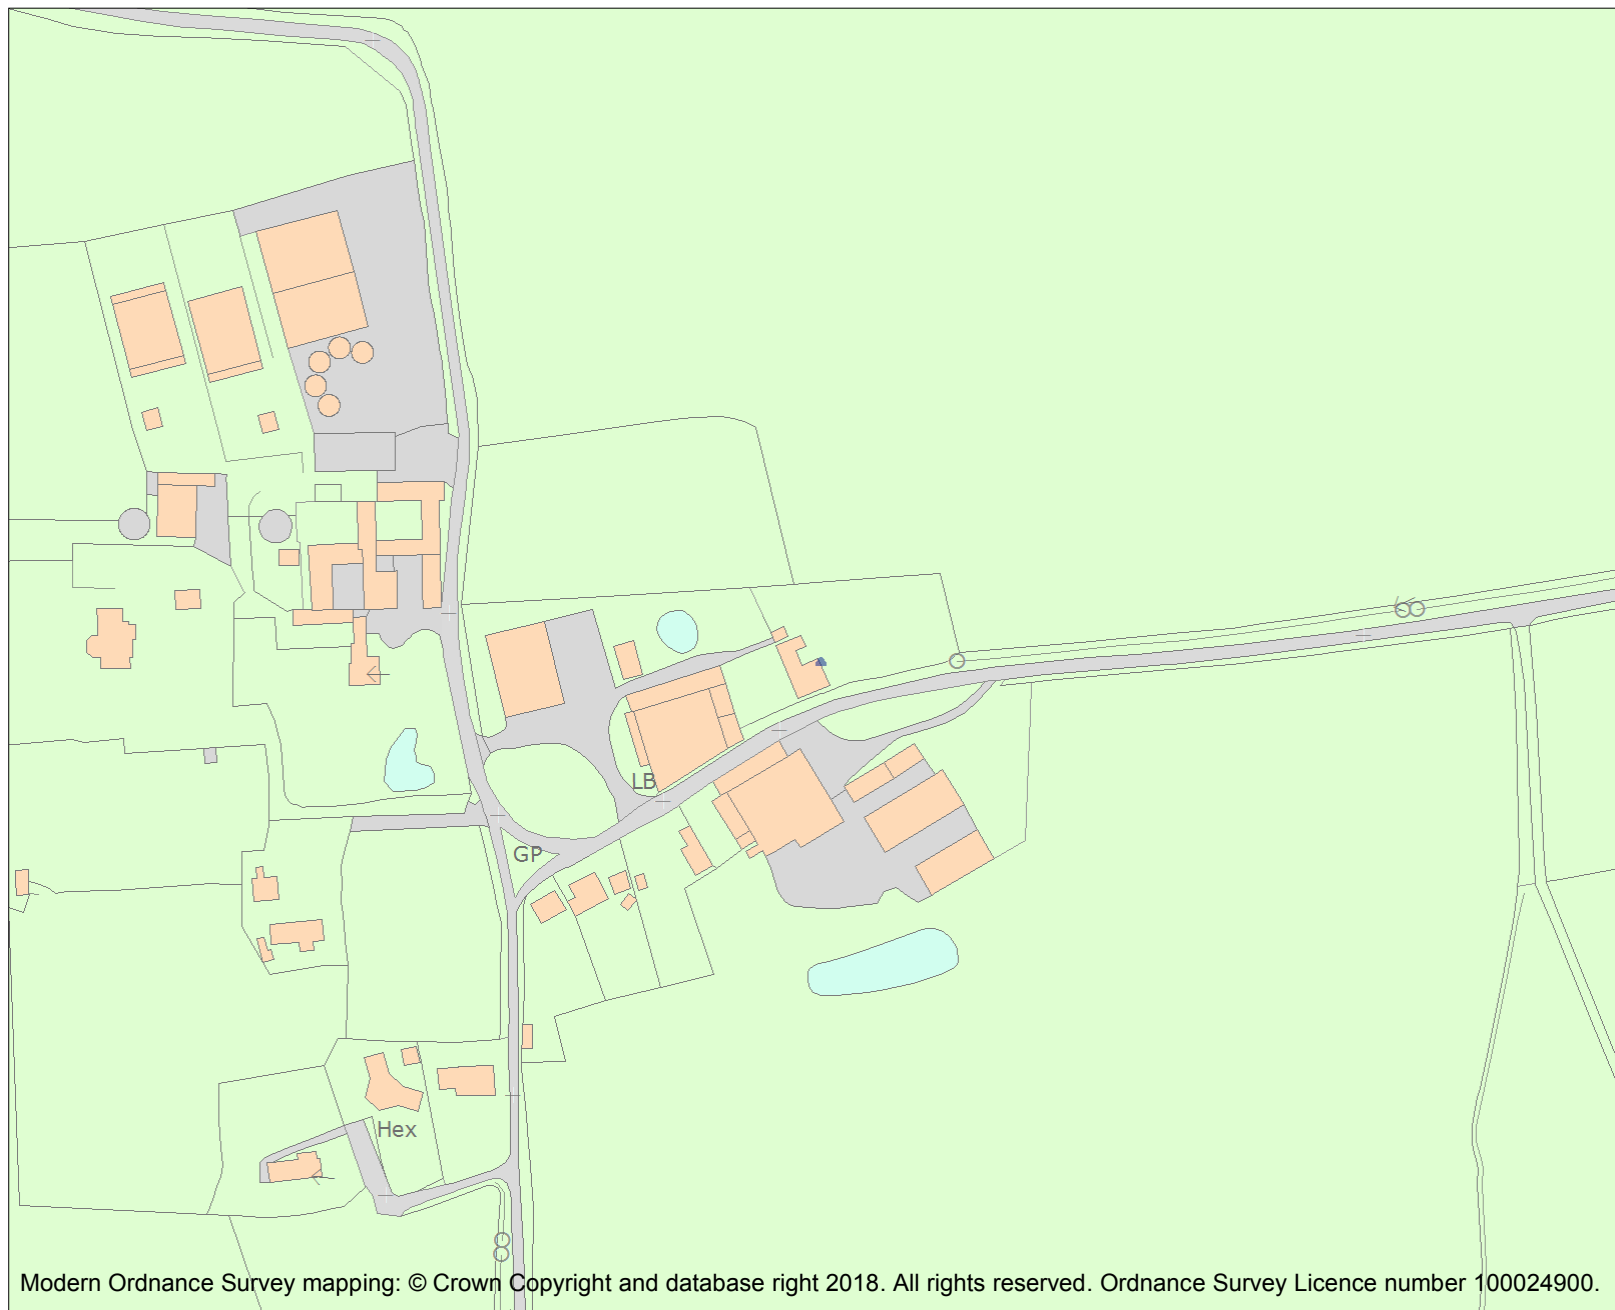 LB
GP
Hex
Modern Ordnance Survey mapping: © Crown Copyright and database right 2018. All rights reserved. Ordnance Survey Licence number 100024900.